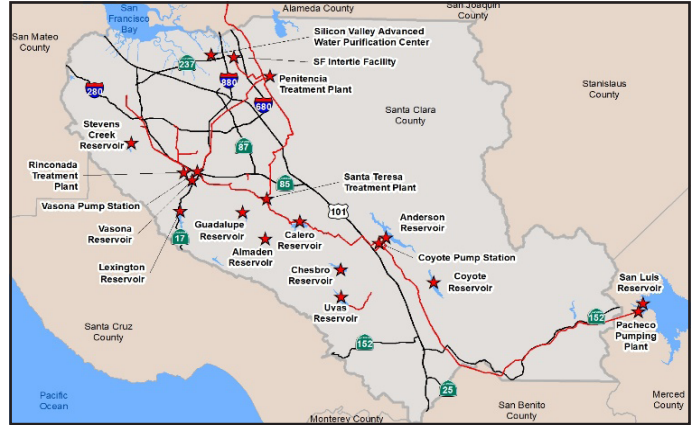 San
Francisco
Bay
Alameda County
San Joaquin
County
San Mateo
County
Silicon Valley Advanced
Water Purification Center
SF Intertie Facility
237
880
Penitencia
Treatment Plant
280
680
Stanislaus
County
Santa Clara
County
Stevens
Creek
Reservoir
87
Rinconada
Treatment
Plant
85
Santa Teresa
Treatment Plant
Vasona Pump Station
101
Vasona
Reservoir
17
Guadalupe
Reservoir
Almaden
Reservoir
Calero
Reservoir
Anderson
Reservoir
Coyote Pump Station
Lexington
Reservoir
Chesbro
Reservoir
Coyote
Reservoir
San Luis
Reservoir
Uvas
Reservoir
152
Pacheco
Pumping
Plant
Santa Cruz
County
152
25
Pacific
Ocean
San Benito
County
Merced
County
Monterey County